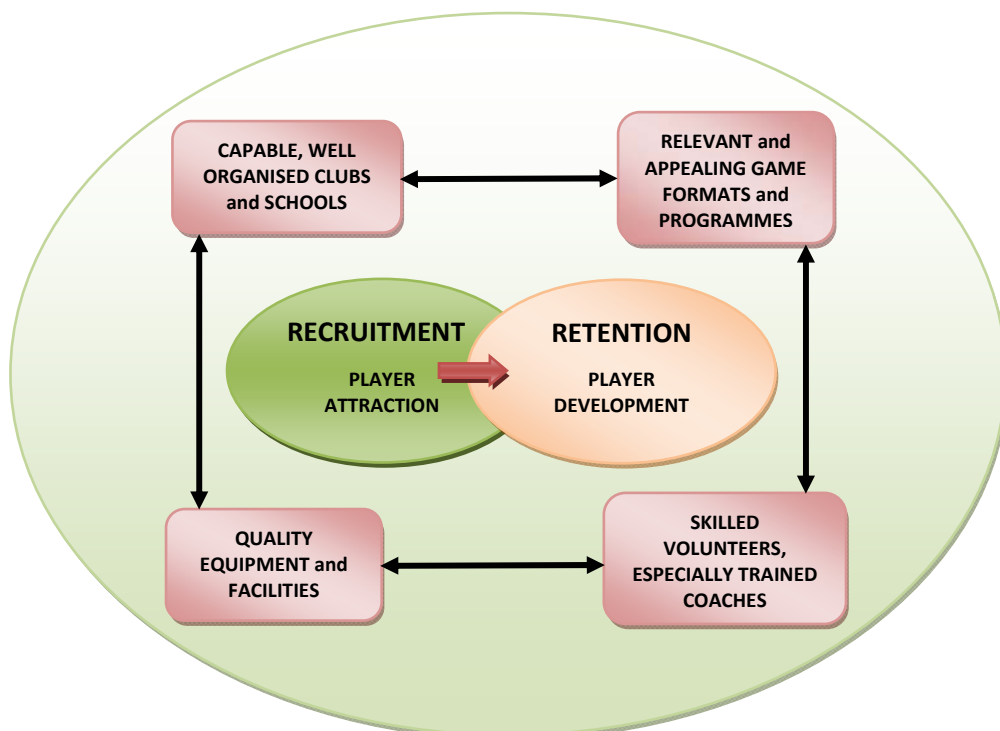 CAPABLE, WELL
ORGANISED CLUBS
and SCHOOLS
RELEVANT and
APPEALING GAME
FORMATS and
PROGRAMMES
RECRUITMENT
PLAYER
ATTRACTION
RETENTION
PLAYER
DEVELOPMENT
QUALITY
EQUIPMENT and
FACILITIES
SKILLED
VOLUNTEERS,
ESPECIALLY TRAINED
COACHES